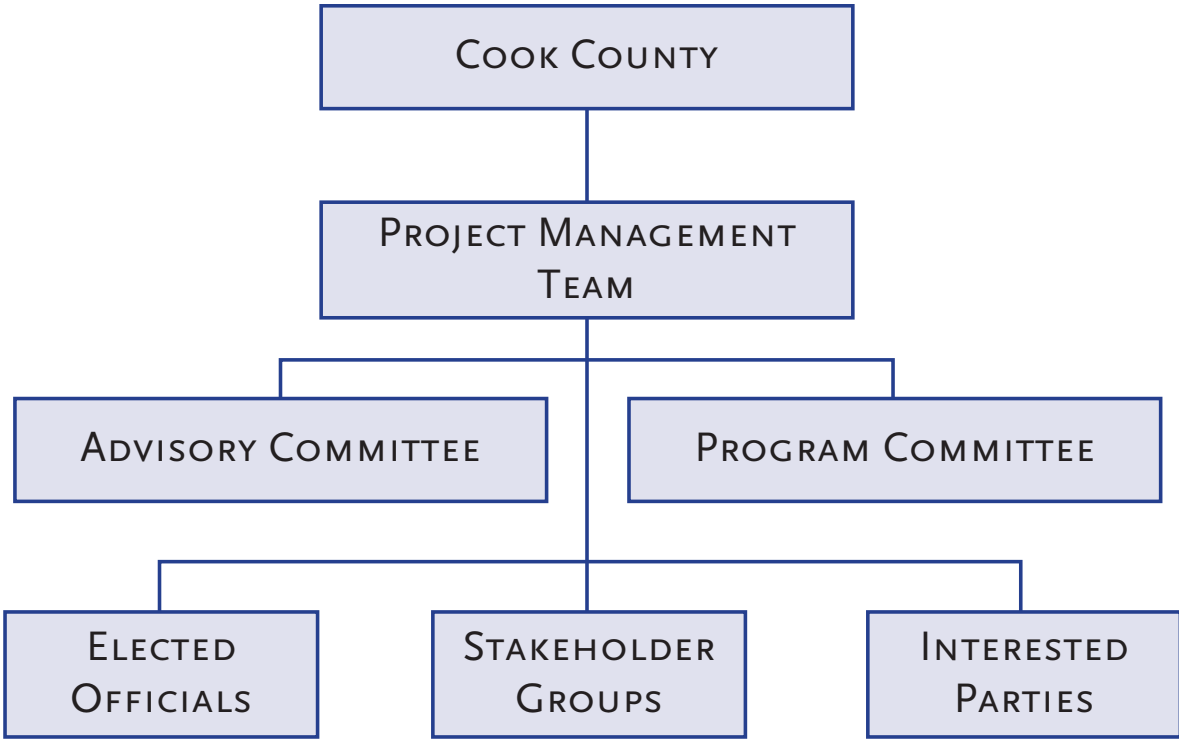 Cook County
Project Management
Team
Advisory Committee
Program Committee
Elected
Officials
Stakeholder
Groups
Interested
Parties